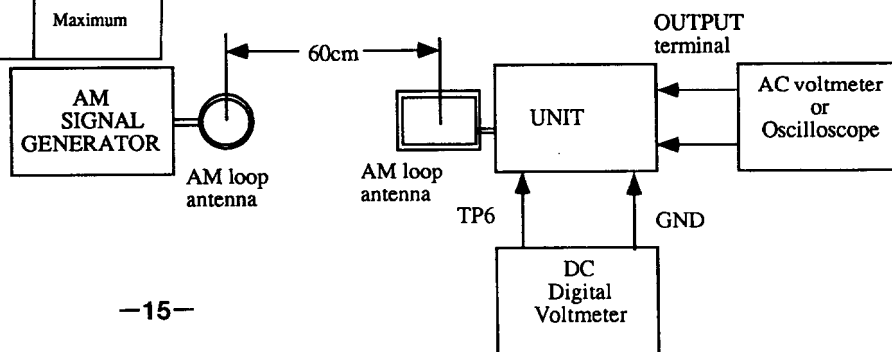 Maximum
60cm
OUTPUT
terminal
AM
SIGNAL
GENERATOR
UNIT
AC voltmeter
or
Oscilloscope
AM loop
antenna
AM loop
antenna
TP6
GND
DC
Digital
Voltmeter
—15—